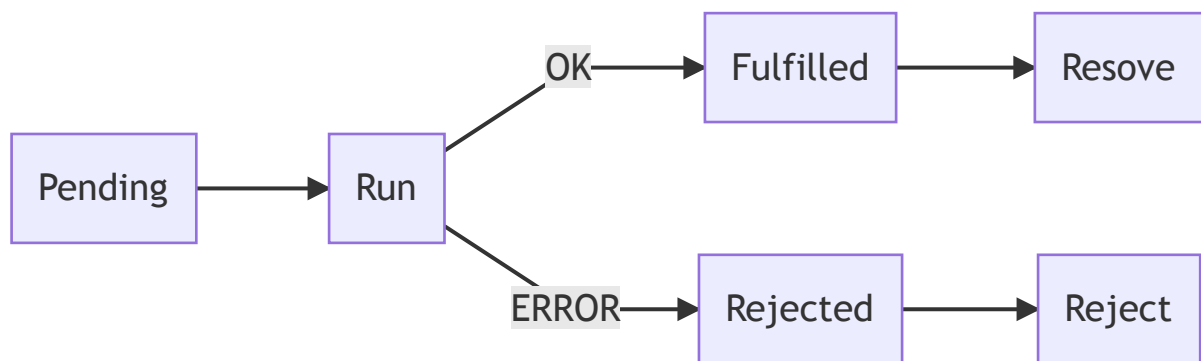 OK
Fulfilled
Resove
Pending
Run
ERROR
Rejected
Reject